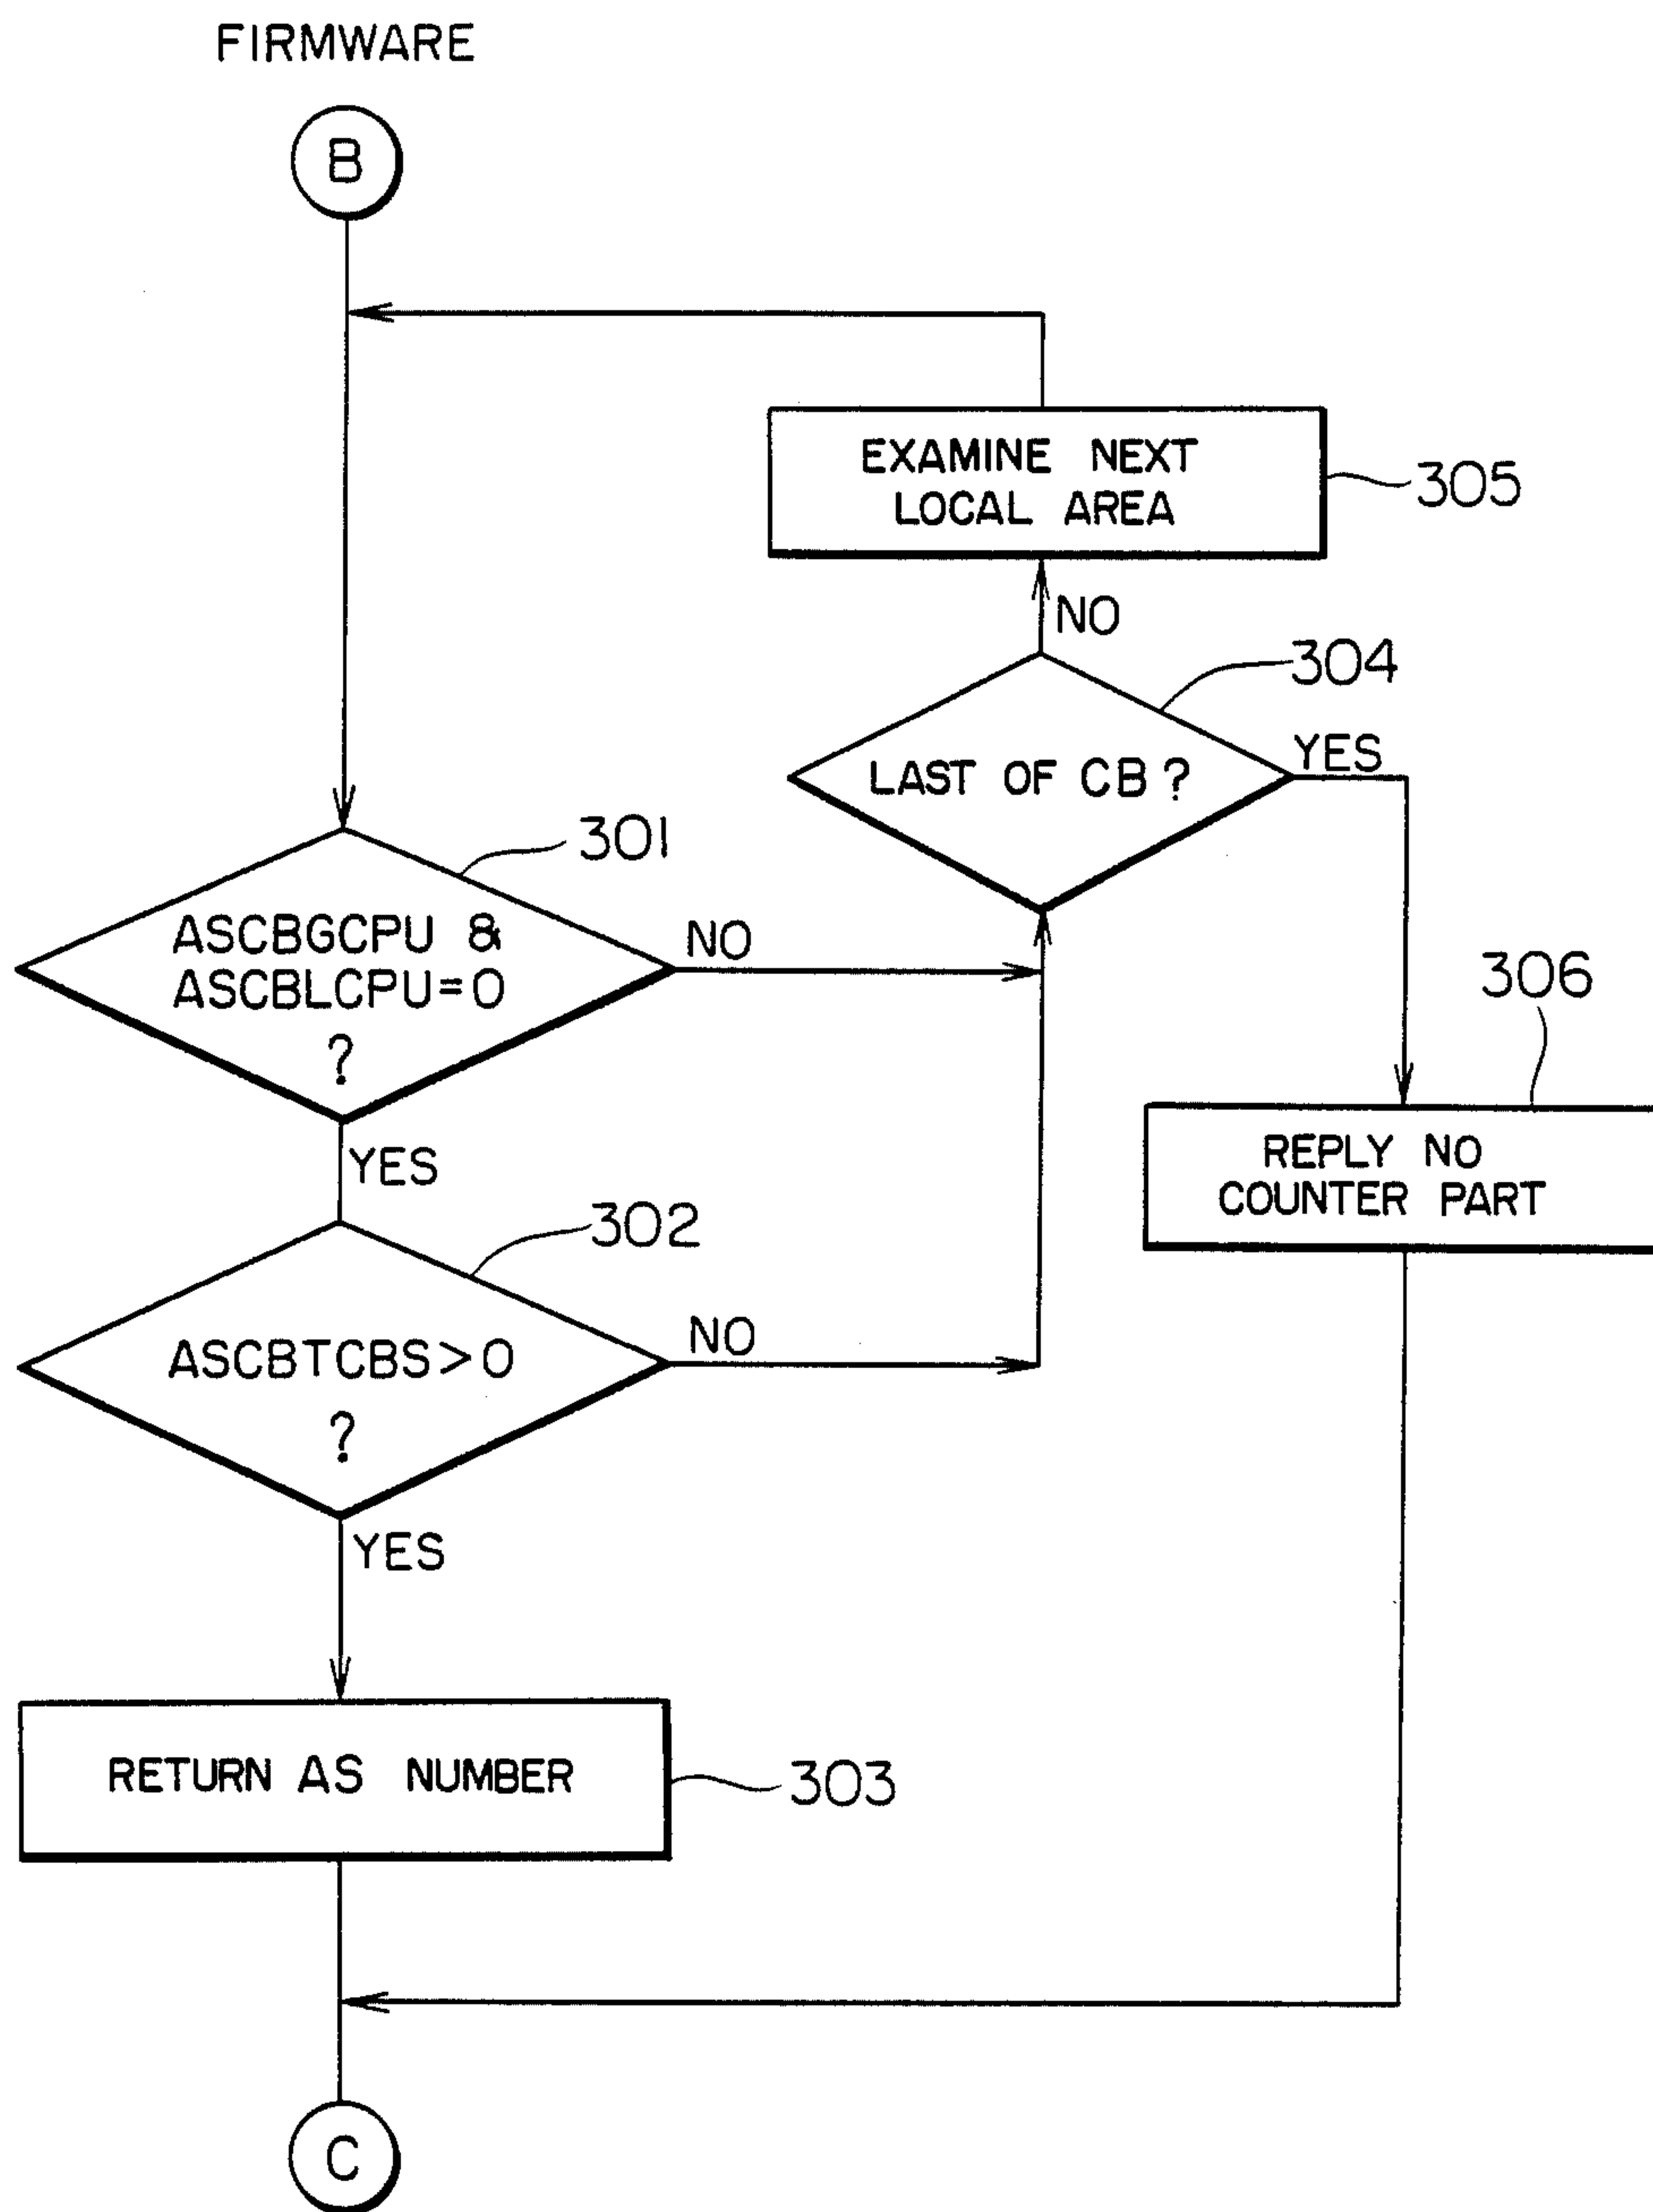 FIRMWARE
B
EXAMINE NEXT
LOCAL AREA
305
NO
304
LAST OF CB ?
YES
301
ASCBGCPU &
ASCBLCPU=0
?
NO
306
REPLY NO
COUNTER PART
YES
302
ASCBTCBS>0
?
NO
YES
RETURN AS NUMBER
303
C